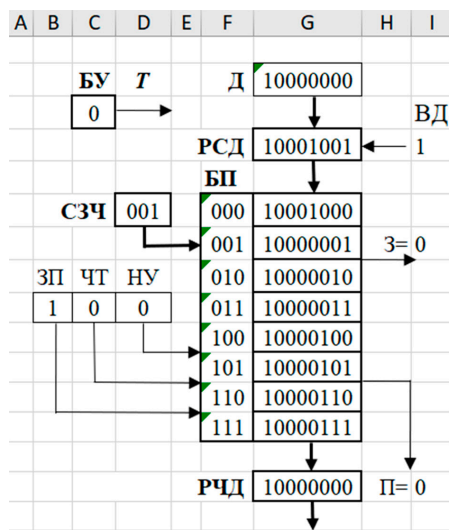 A B C D E F G H I
БУ T Д 10000000
0 ВД
РСД 10001001 1
БП
СЗЧ 001 000 10001000
001 10000001 З= 0
ЗП ЧТ НУ 010 10000010
1 0 0 011 10000011
100 10000100
101 10000101
110 10000110
111 10000111
РЧД 10000000 П= 0